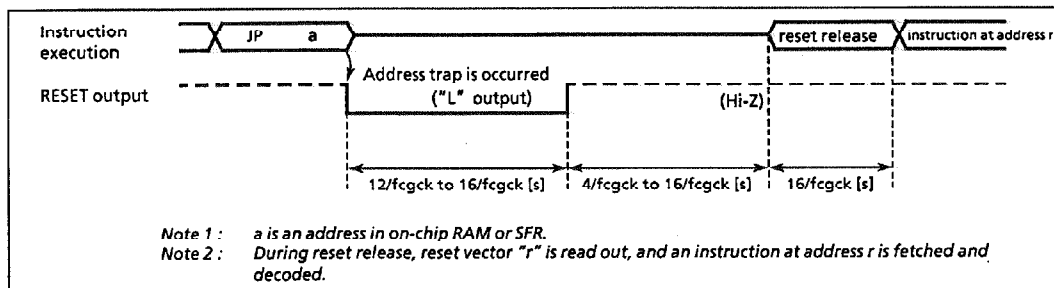 Instruction execution
JP a
reset release
instruction at address r
Address trap is occurred
RESET output
("L" output)
(Hi-Z)
12/fcgck to 16/fcgck [s]
4/fcgck to 16/fcgck [s]
16/fcgck [s]
Note 1 : a is an address in on-chip RAM or SFR.
Note 2 : During reset release, reset vector "r" is read out, and an instruction at address r is fetched and
decoded.